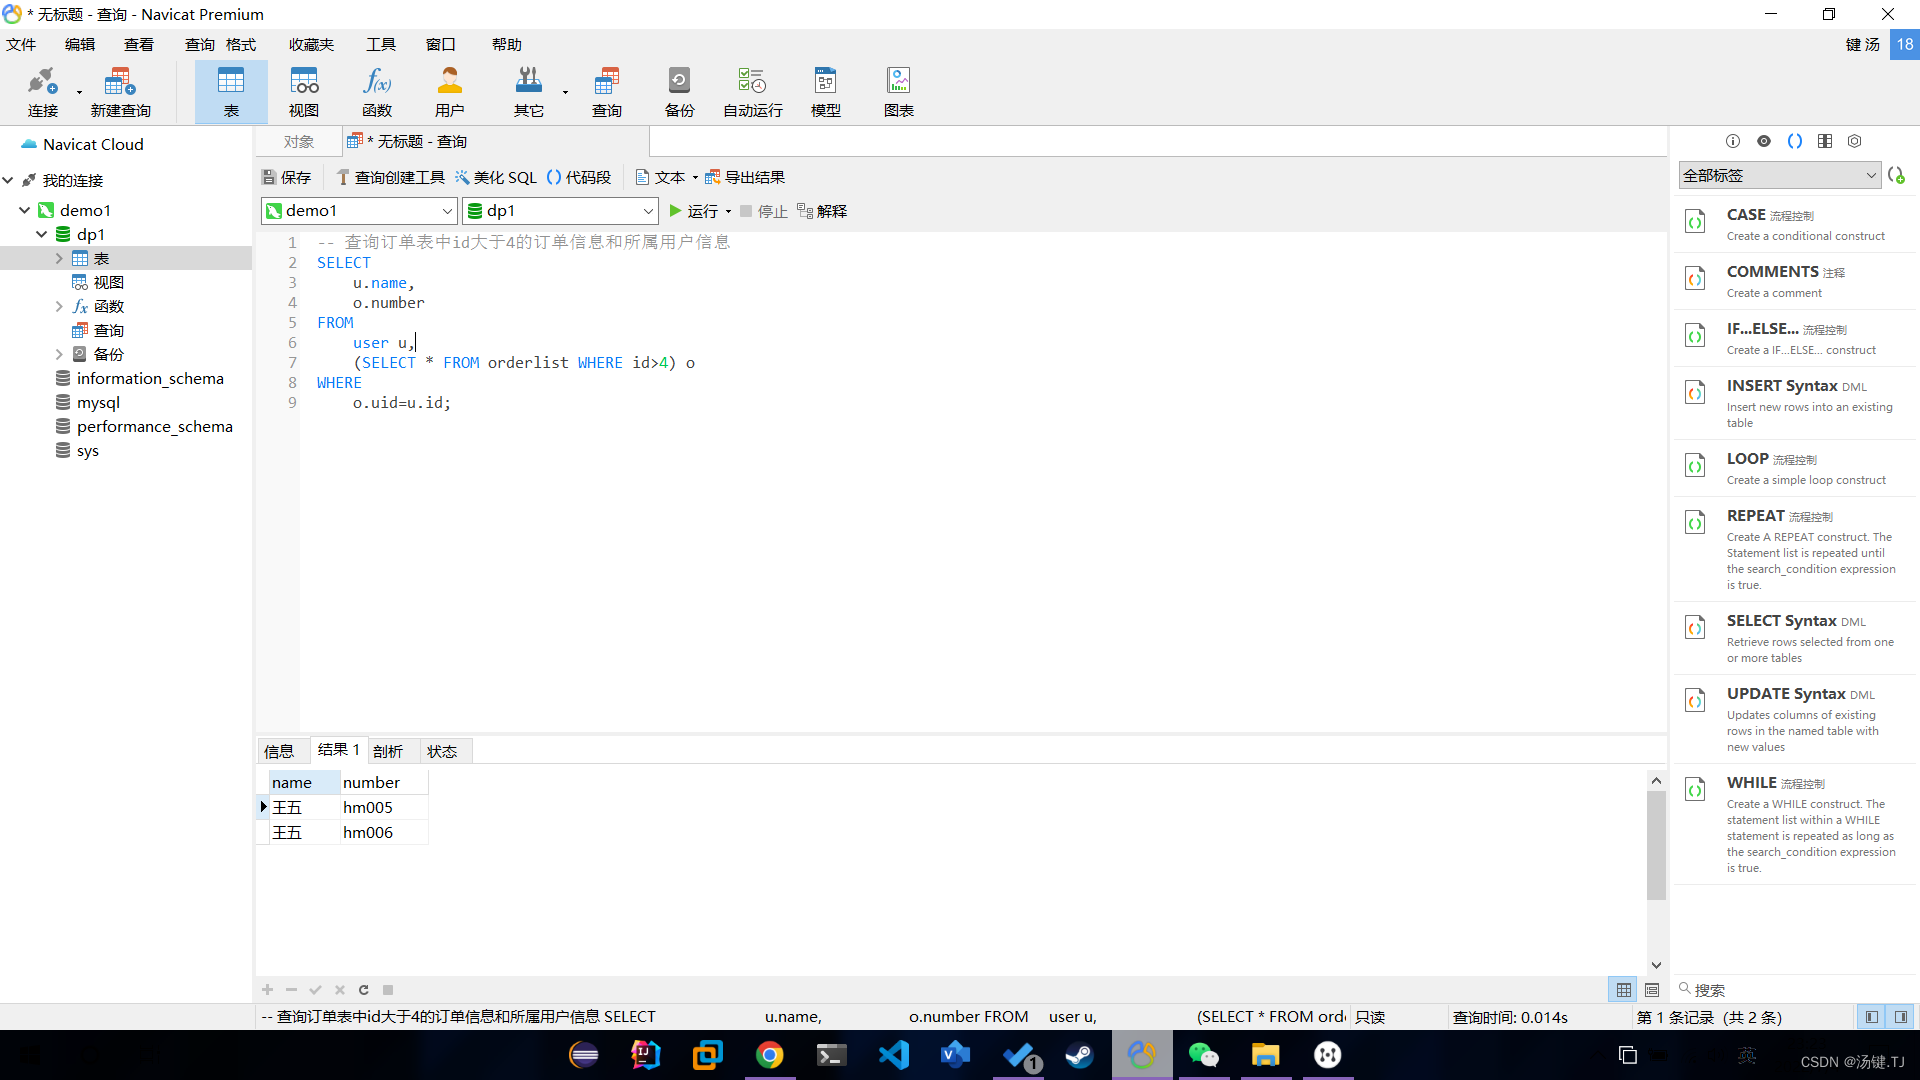 * 无标题 - 查询 - Navicat Premium
文件 编辑 查看 查询 格式 收藏夹 工具 窗口 帮助
键 汤 18
连接 新建查询 表 视图 函数 用户 其它 查询 备份 自动运行 模型 图表
Navicat Cloud
我的连接
demo1
dp1
表
视图
函数
查询
备份
information_schema
mysql
performance_schema
sys
对象 * 无标题 - 查询
保存 查询创建工具 美化 SQL 代码段 文本 导出结果
demo1 dp1 运行 停止 解释
1 -- 查询订单表中id大于4的订单信息和所属用户信息
2 SELECT
3 u.name,
4 o.number
5 FROM
6 user u,
7 (SELECT * FROM orderlist WHERE id>4) o
8 WHERE
9 o.uid=u.id;
信息 结果 1 剖析 状态
name number
王五 hm005
王五 hm006
全部标签
CASE 流程控制
Create a conditional construct
COMMENTS 注释
Create a comment
IF...ELSE... 流程控制
Create a IF...ELSE... construct
INSERT Syntax DML
Insert new rows into an existing
table
LOOP 流程控制
Create a simple loop construct
REPEAT 流程控制
Create A REPEAT construct. The
Statement list is repeated until
the search_condition expression
is true.
SELECT Syntax DML
Retrieve rows selected from one
or more tables
UPDATE Syntax DML
Updates columns of existing
rows in the named table with
new values
WHILE 流程控制
Create a WHILE construct. The
statement list within a WHILE
statement is repeated as long as
the search_condition expression
is true.
搜索
-- 查询订单表中id大于4的订单信息和所属用户信息 SELECT u.name, o.number FROM user u, (SELECT * FROM orde 只读 查询时间: 0.014s 第 1 条记录 (共 2 条)
1
英
CSDN @汤键.TJ